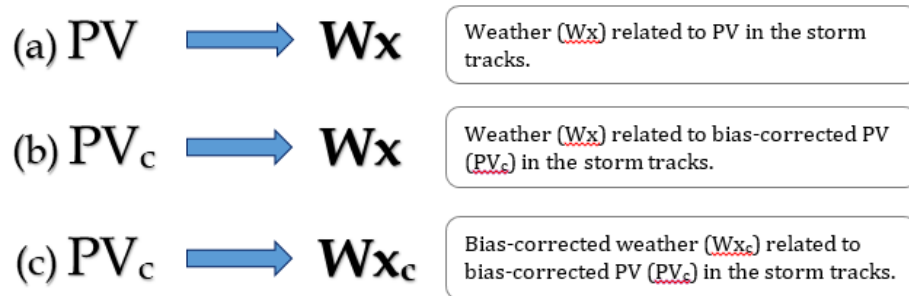 (a) PV Wx
Weather (Wx) related to PV in the storm
tracks.
(b) PVc Wx
Weather (Wx) related to bias-corrected PV
(PVc) in the storm tracks.
(c) PVc Wxc
Bias-corrected weather (Wxc) related to
bias-corrected PV (PVc) in the storm tracks.